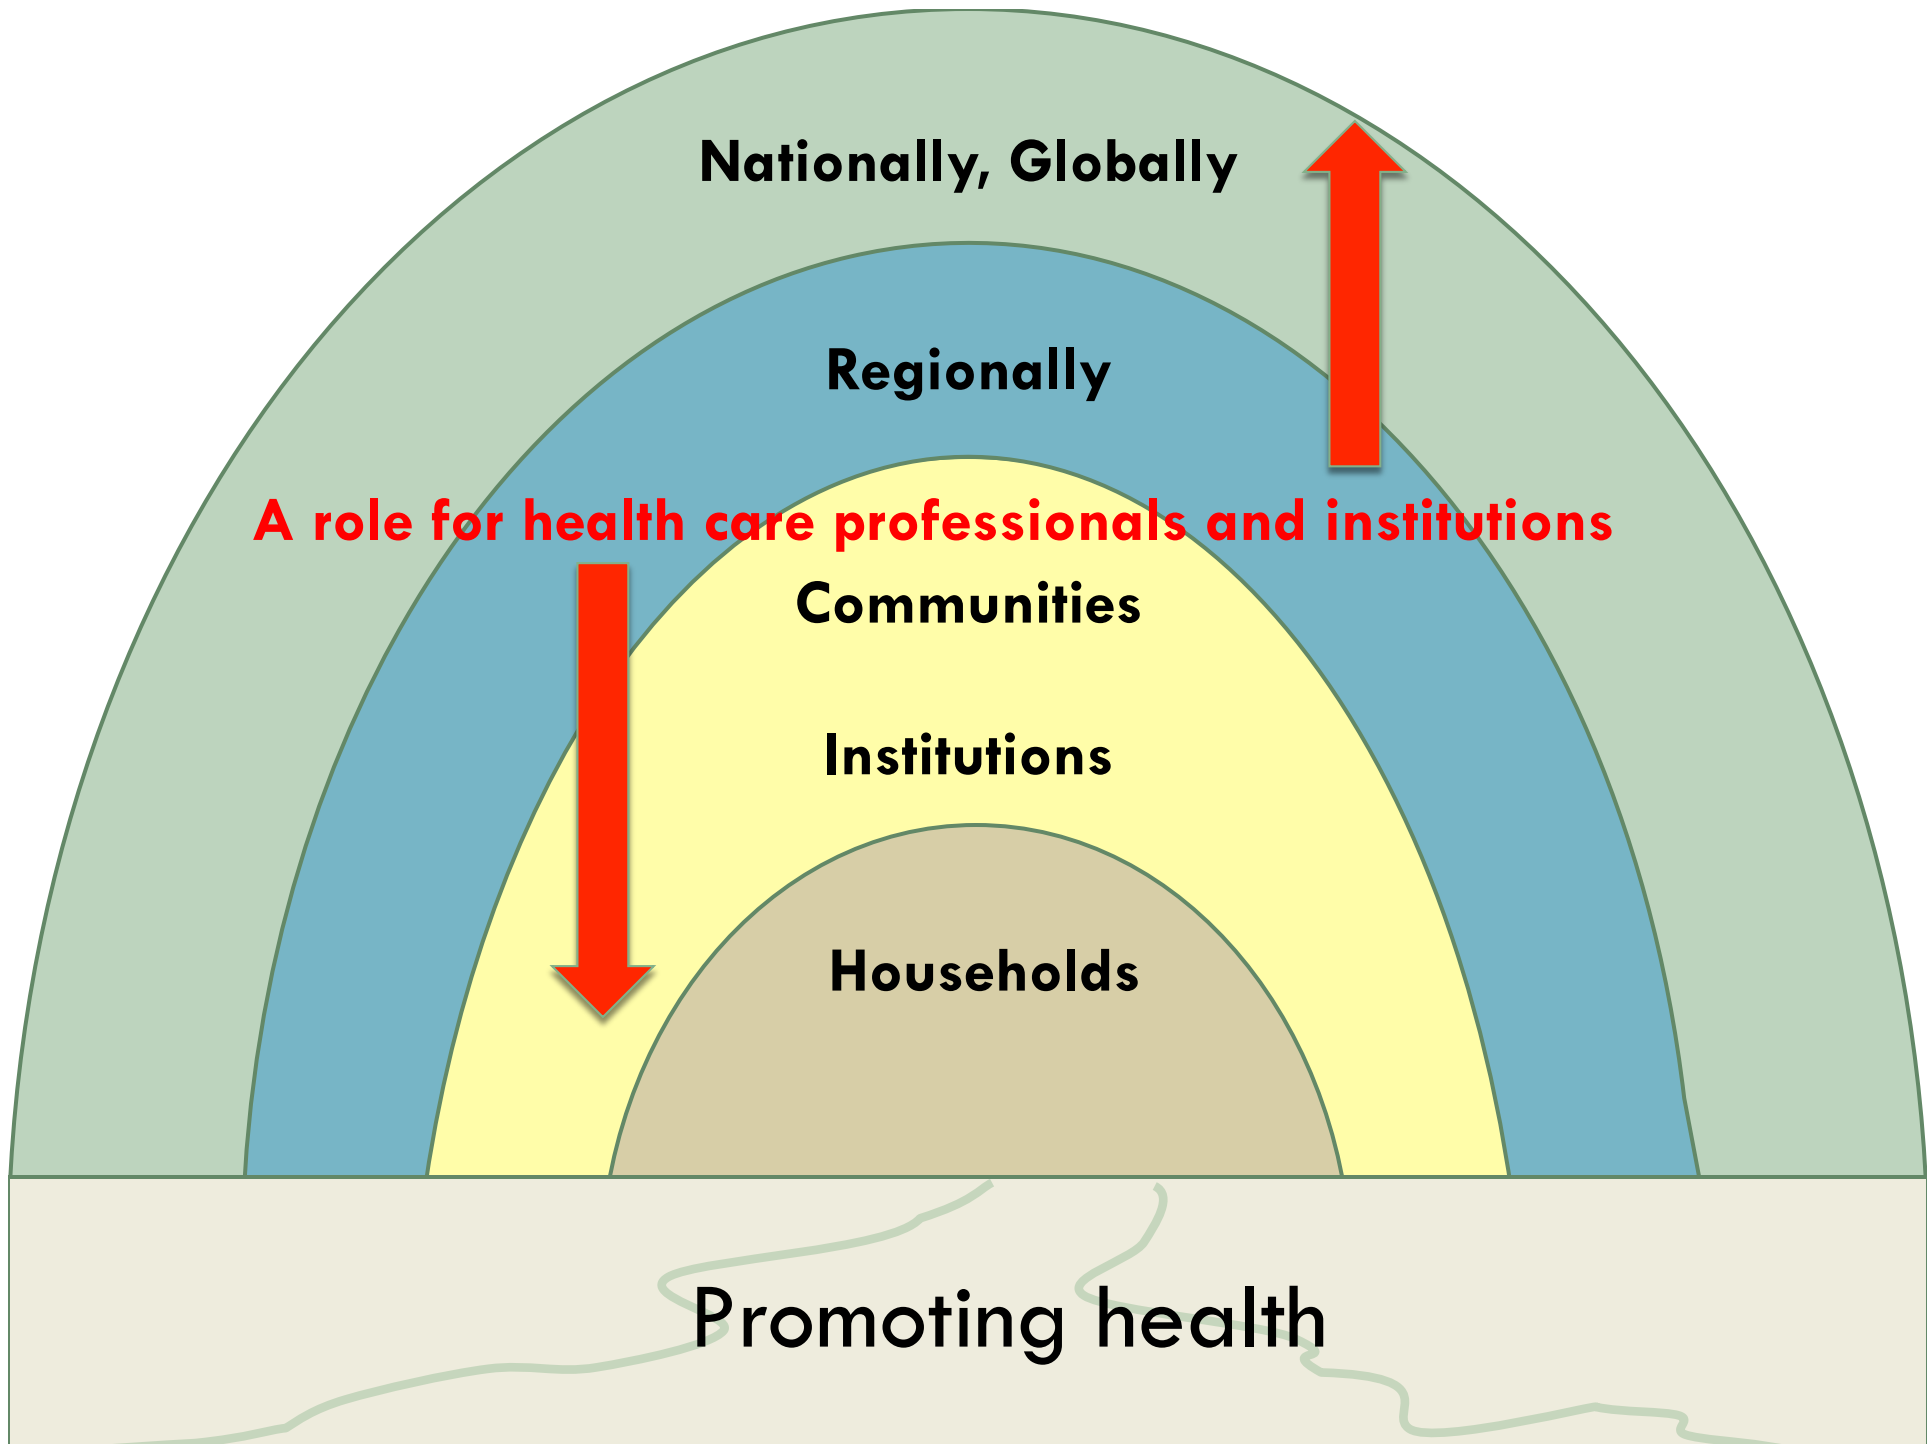 Nationally, Globally
Regionally
A role for health care professionals and institutions
Communities
Institutions
Households
Promoting health